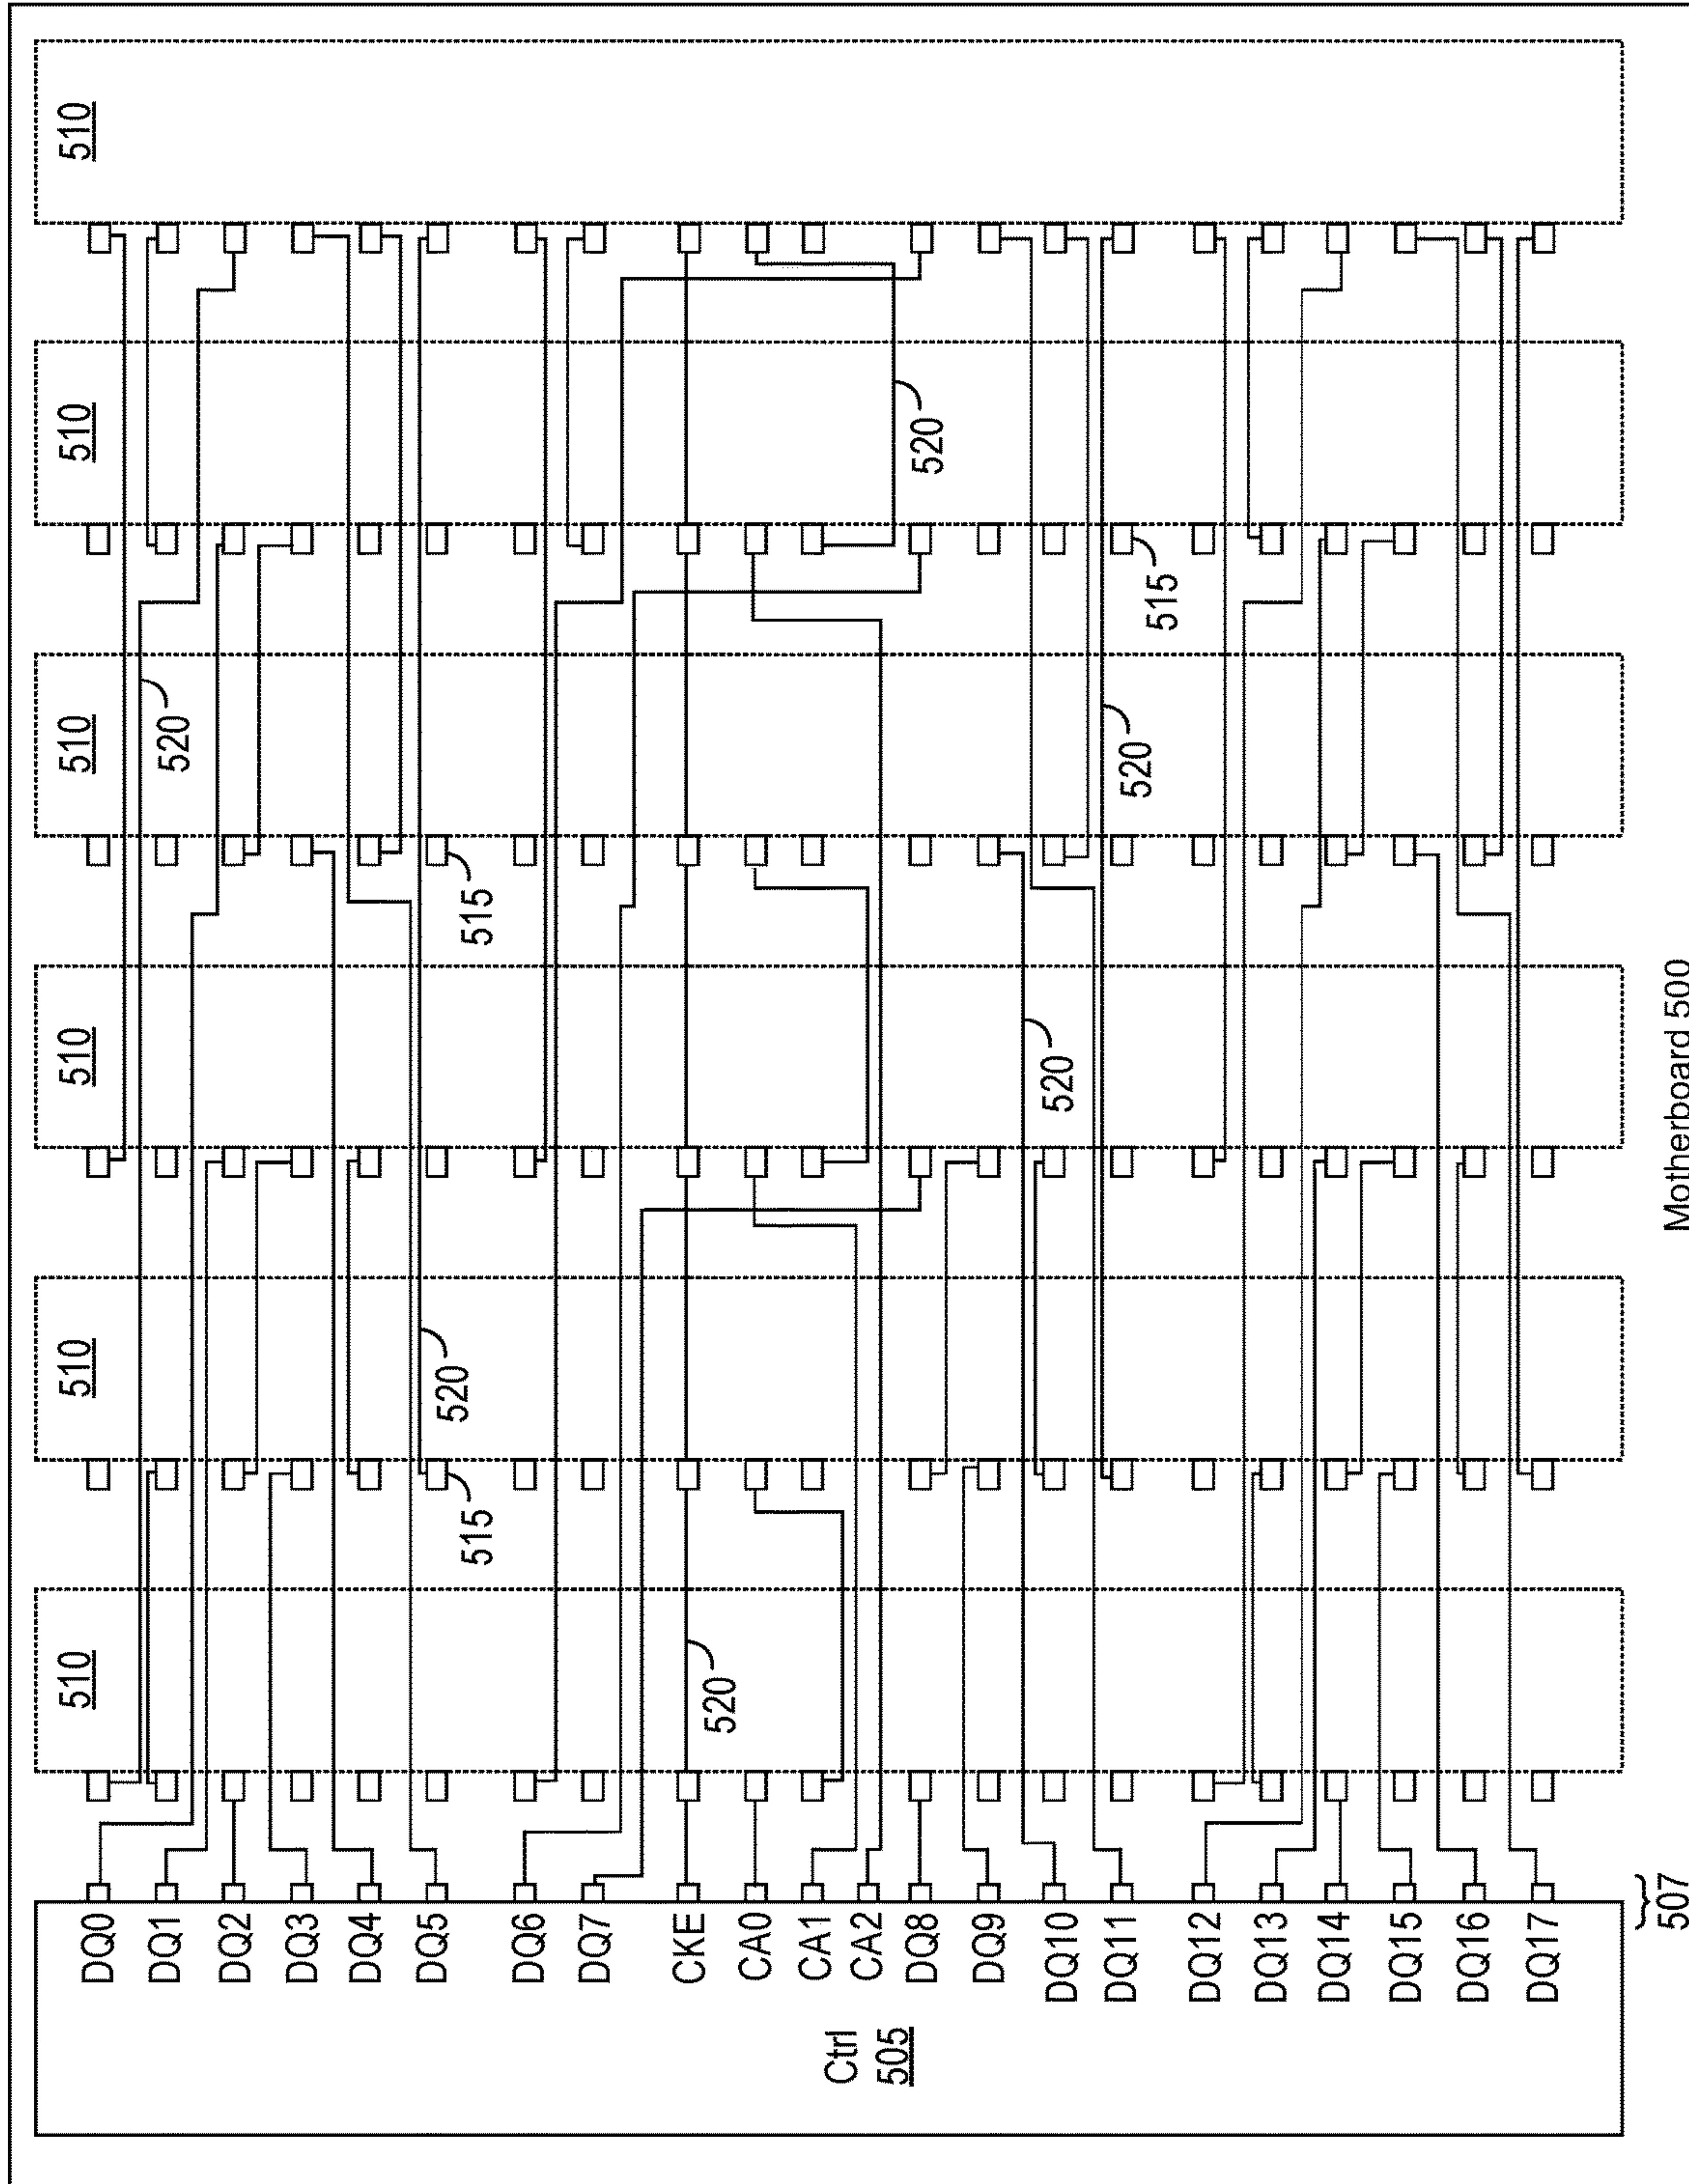 510
510
520
510
520
515
510
520
515
520
510
520
510
520
515
520
DQ0
DQ1
DQ2
DQ3
DQ4
DQ5
DQ6
DQ7
CKE
CA0
CA1
CA2
DQ8
DQ9
DQ10
DQ11
DQ12
DQ13
DQ14
DQ15
DQ16
DQ17
507
Ctrl
505
Motherboard 500